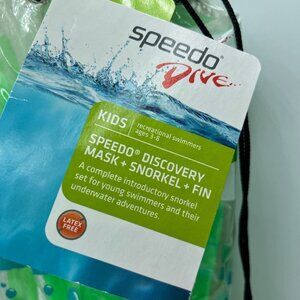 speedo®
Dive
KIDS recreational swimmers
ages 3-8
SPEEDO® DISCOVERY
MASK + SNORKEL + FIN
A complete introductory snorkel
set for young swimmers and their
underwater adventures.
LATEX
FREE